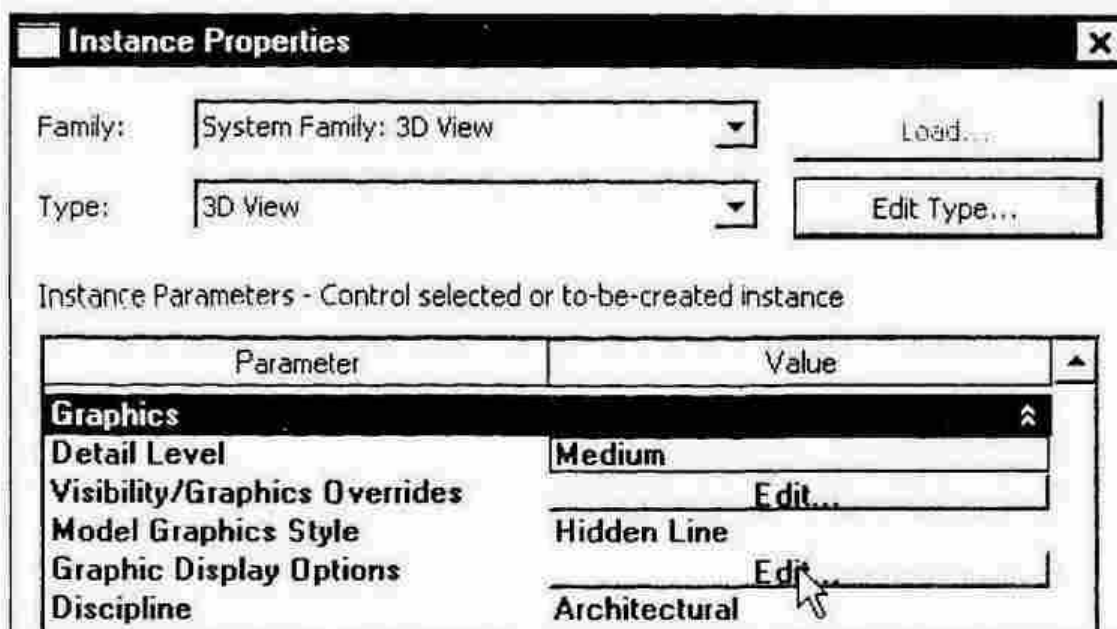 Instance Properties
Family: System Family: 3D View Load...
Type: 3D View Edit Type...
Instance Parameters - Control selected or to-be-created instance
Parameter Value
Graphics
Detail Level Medium
Visibility/Graphics Overrides Edit...
Model Graphics Style Hidden Line
Graphic Display Options Edit...
Discipline Architectural